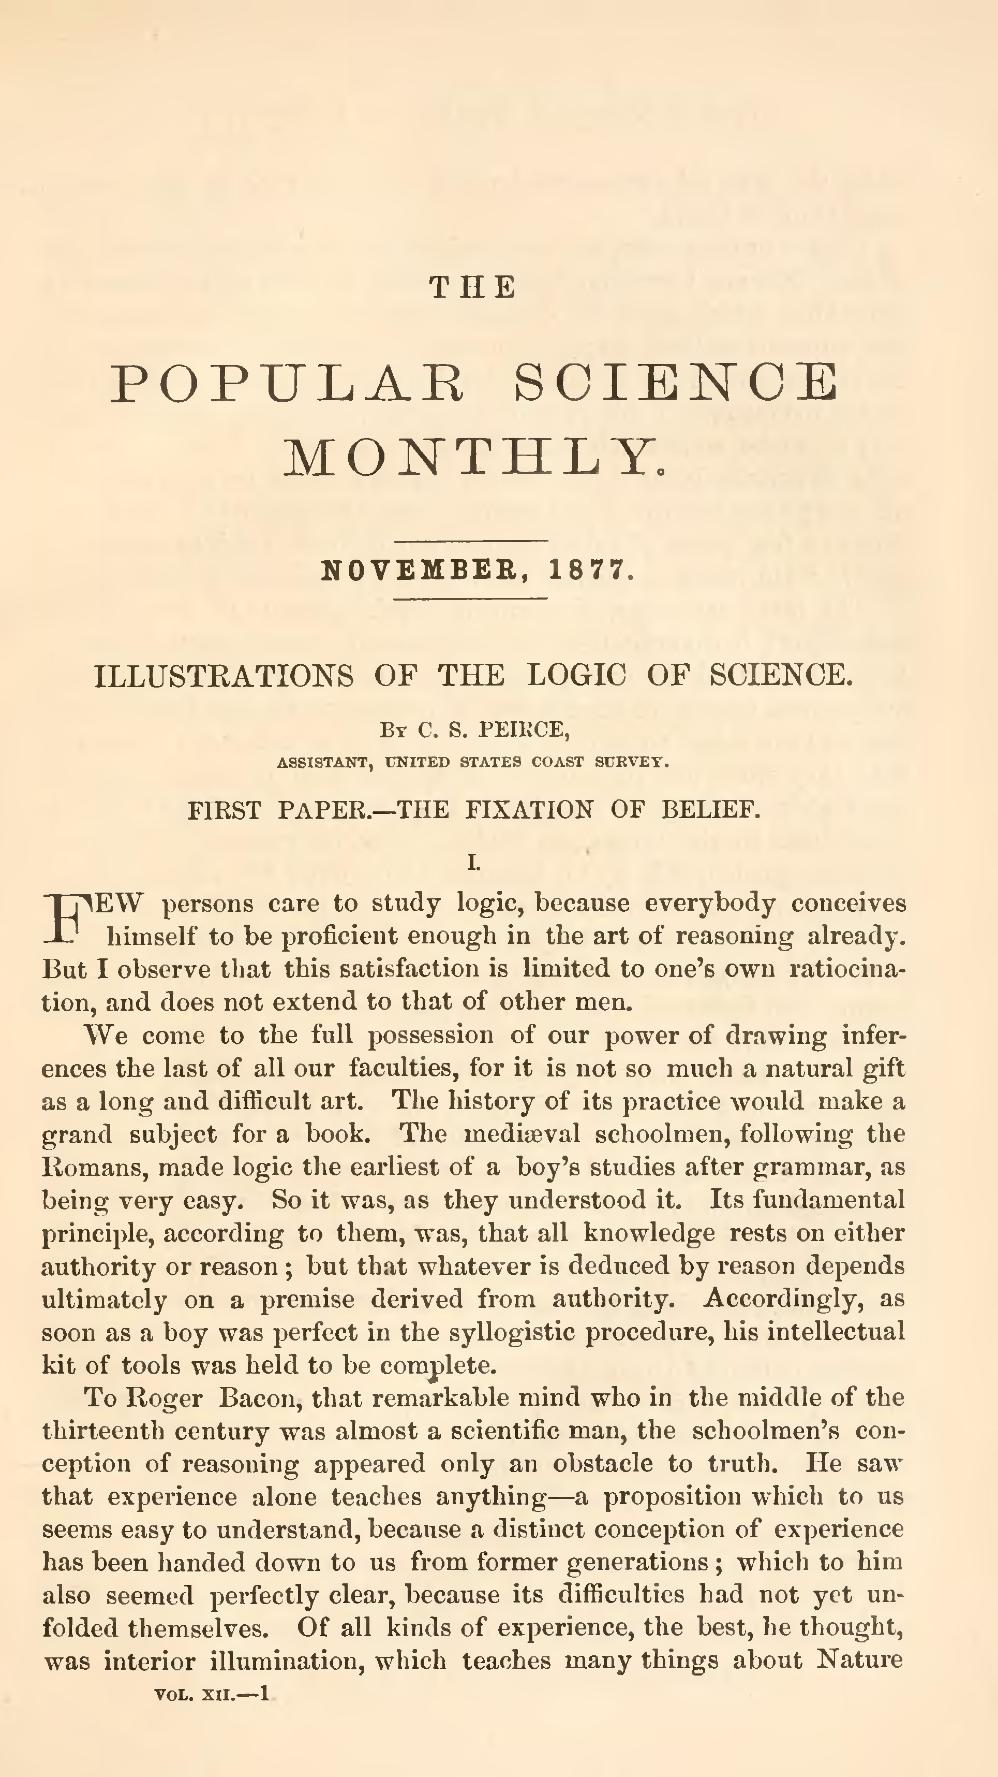 THE
POPULAR SCIENCE
MONTHLY.
NOVEMBER, 1877.
ILLUSTRATIONS OF THE LOGIC OF SCIENCE.
By C. S. PEIRCE,
ASSISTANT, UNITED STATES COAST SURVEY.
FIRST PAPER.—THE FIXATION OF BELIEF.
I.
FEW persons care to study logic, because everybody conceives
himself to be proficient enough in the art of reasoning already.
But I observe that this satisfaction is limited to one's own ratiocina-
tion, and does not extend to that of other men.
We come to the full possession of our power of drawing infer-
ences the last of all our faculties, for it is not so much a natural gift
as a long and difficult art. The history of its practice would make a
grand subject for a book. The mediæval schoolmen, following the
Romans, made logic the earliest of a boy's studies after grammar, as
being very easy. So it was, as they understood it. Its fundamental
principle, according to them, was, that all knowledge rests on either
authority or reason; but that whatever is deduced by reason depends
ultimately on a premise derived from authority. Accordingly, as
soon as a boy was perfect in the syllogistic procedure, his intellectual
kit of tools was held to be complete.
To Roger Bacon, that remarkable mind who in the middle of the
thirteenth century was almost a scientific man, the schoolmen's con-
ception of reasoning appeared only an obstacle to truth. He saw
that experience alone teaches anything—a proposition which to us
seems easy to understand, because a distinct conception of experience
has been handed down to us from former generations; which to him
also seemed perfectly clear, because its difficulties had not yet un-
folded themselves. Of all kinds of experience, the best, he thought,
was interior illumination, which teaches many things about Nature
VOL. XII.—1